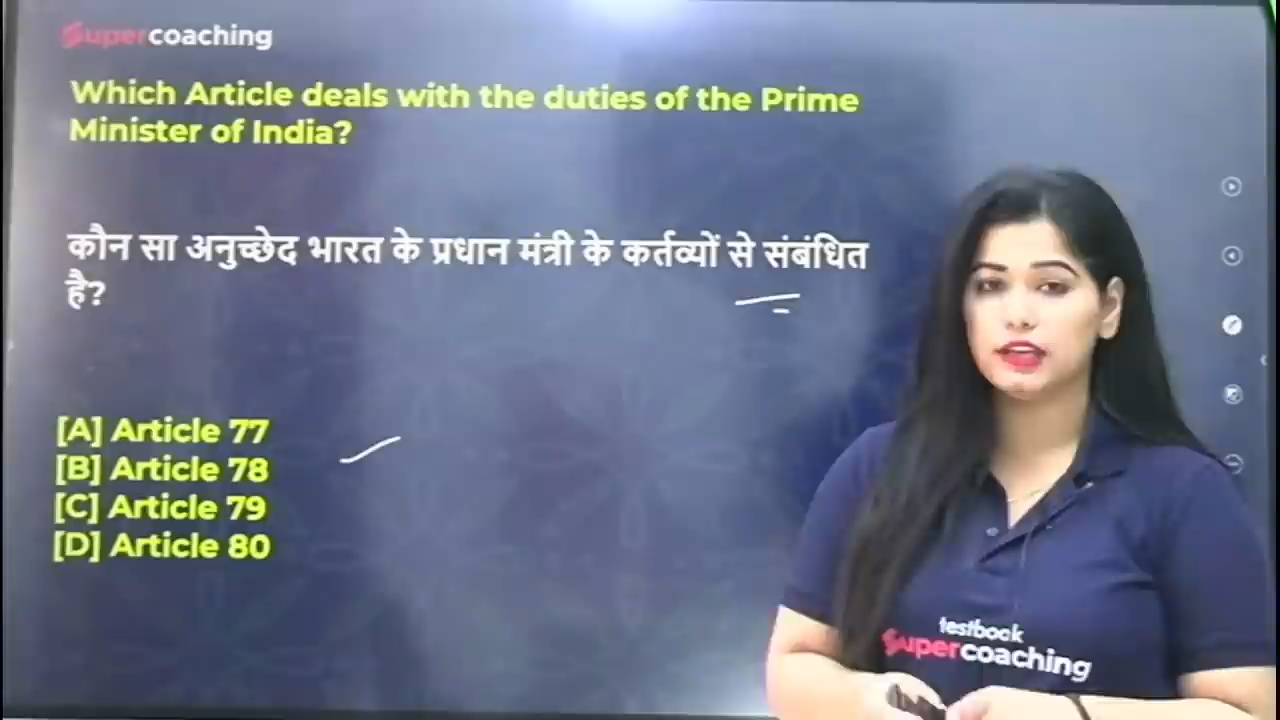 Supercoaching
Which Article deals with the duties of the Prime
Minister of India?
कौन सा अनुच्छेद भारत के प्रधान मंत्री के कर्तव्यों से संबंधित
है?
[A] Article 77
[B] Article 78
[C] Article 79
[D] Article 80
testbook
Supercoaching